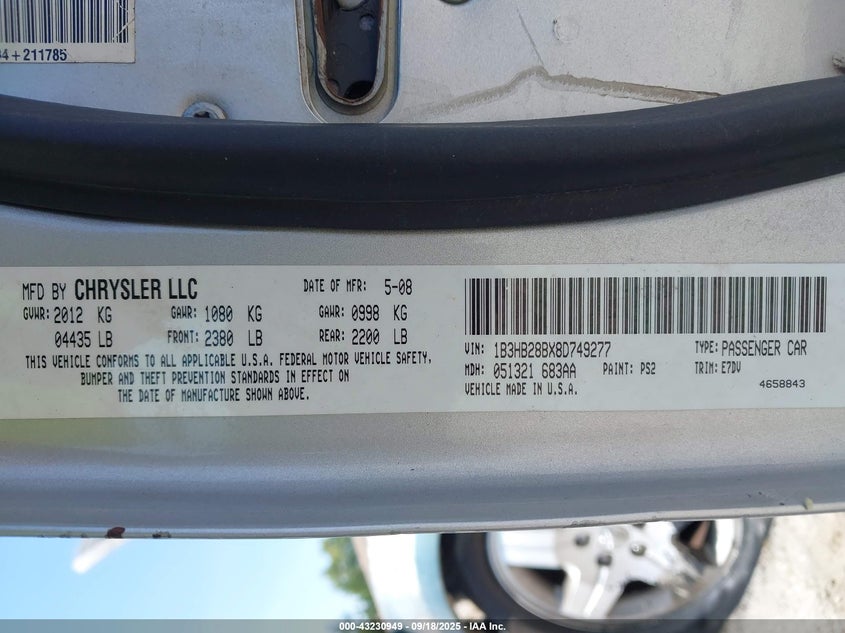 4+211785
MFD BY CHRYSLER LLC DATE OF MFR: 5-08
GVWR: 2012 KG GAWR: 1080 KG GAWR: 0998 KG
04435 LB FRONT: 2380 LB REAR: 2200 LB
THIS VEHICLE CONFORMS TO ALL APPLICABLE U.S.A. FEDERAL MOTOR VEHICLE SAFETY,
BUMPER AND THEFT PREVENTION STANDARDS IN EFFECT ON
THE DATE OF MANUFACTURE SHOWN ABOVE.
VIN: 1B3HB28BX8D749277 TYPE: PASSENGER CAR
MDH: 051321 683AA PAINT: PS2 TRIM: E7DV
VEHICLE MADE IN U.S.A. 4658843
000-43230949 - 09/18/2025 - IAA Inc.